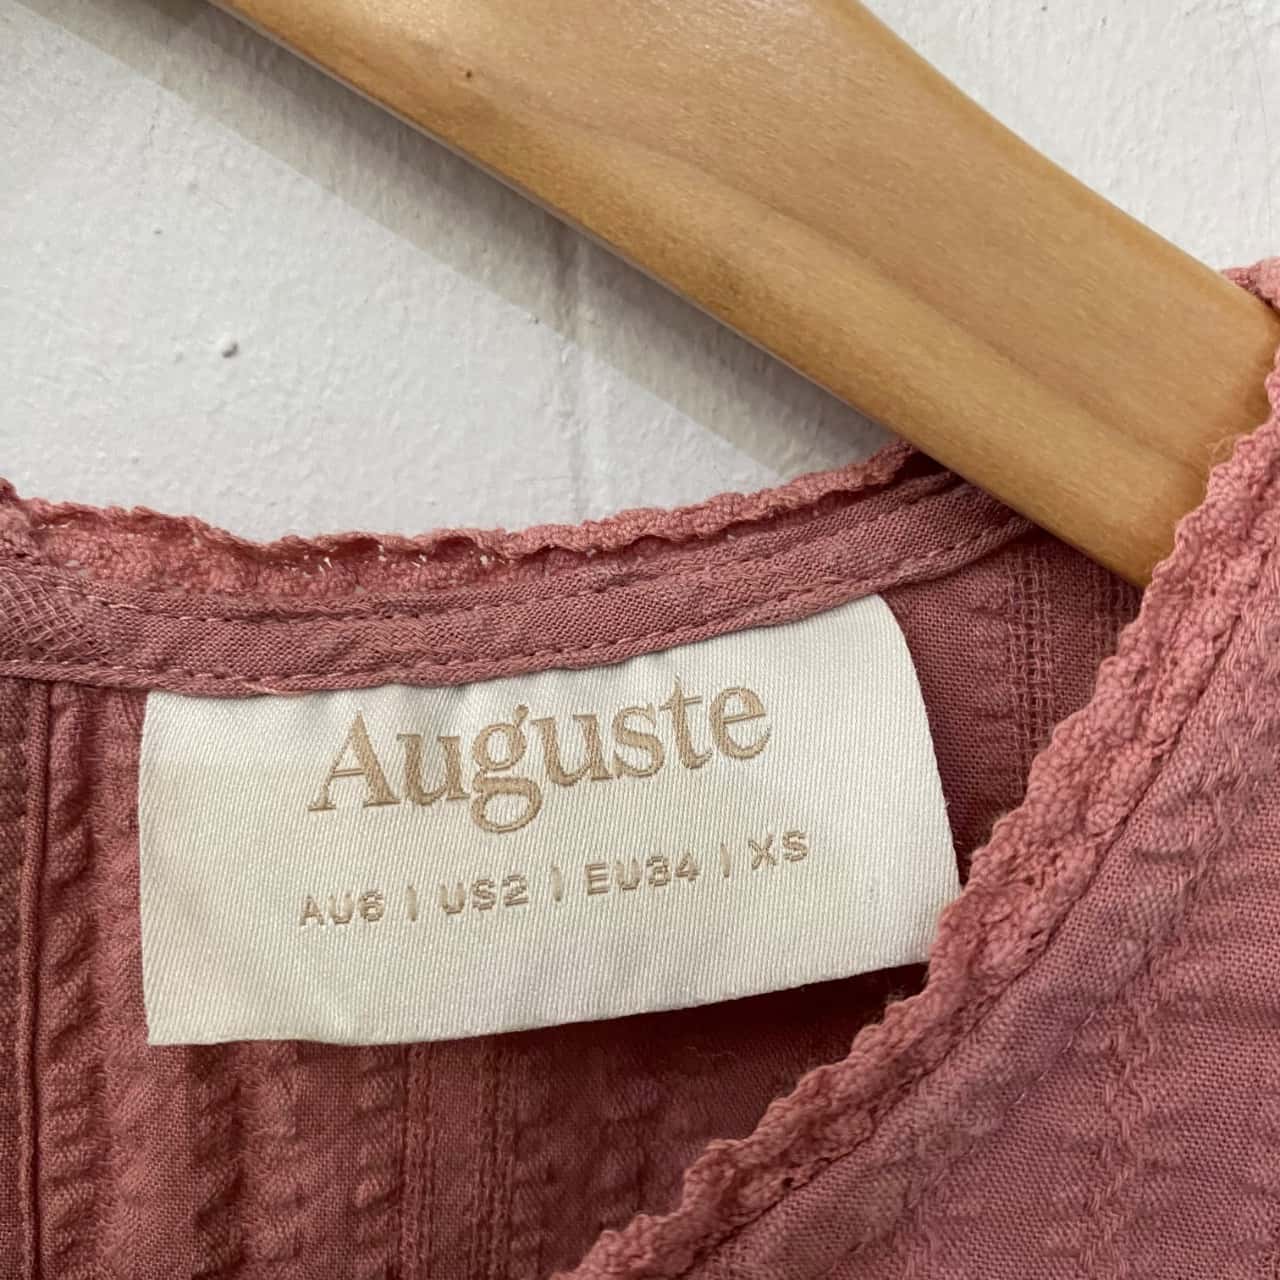 Auguste
AU6 | US2 | EU34 | XS